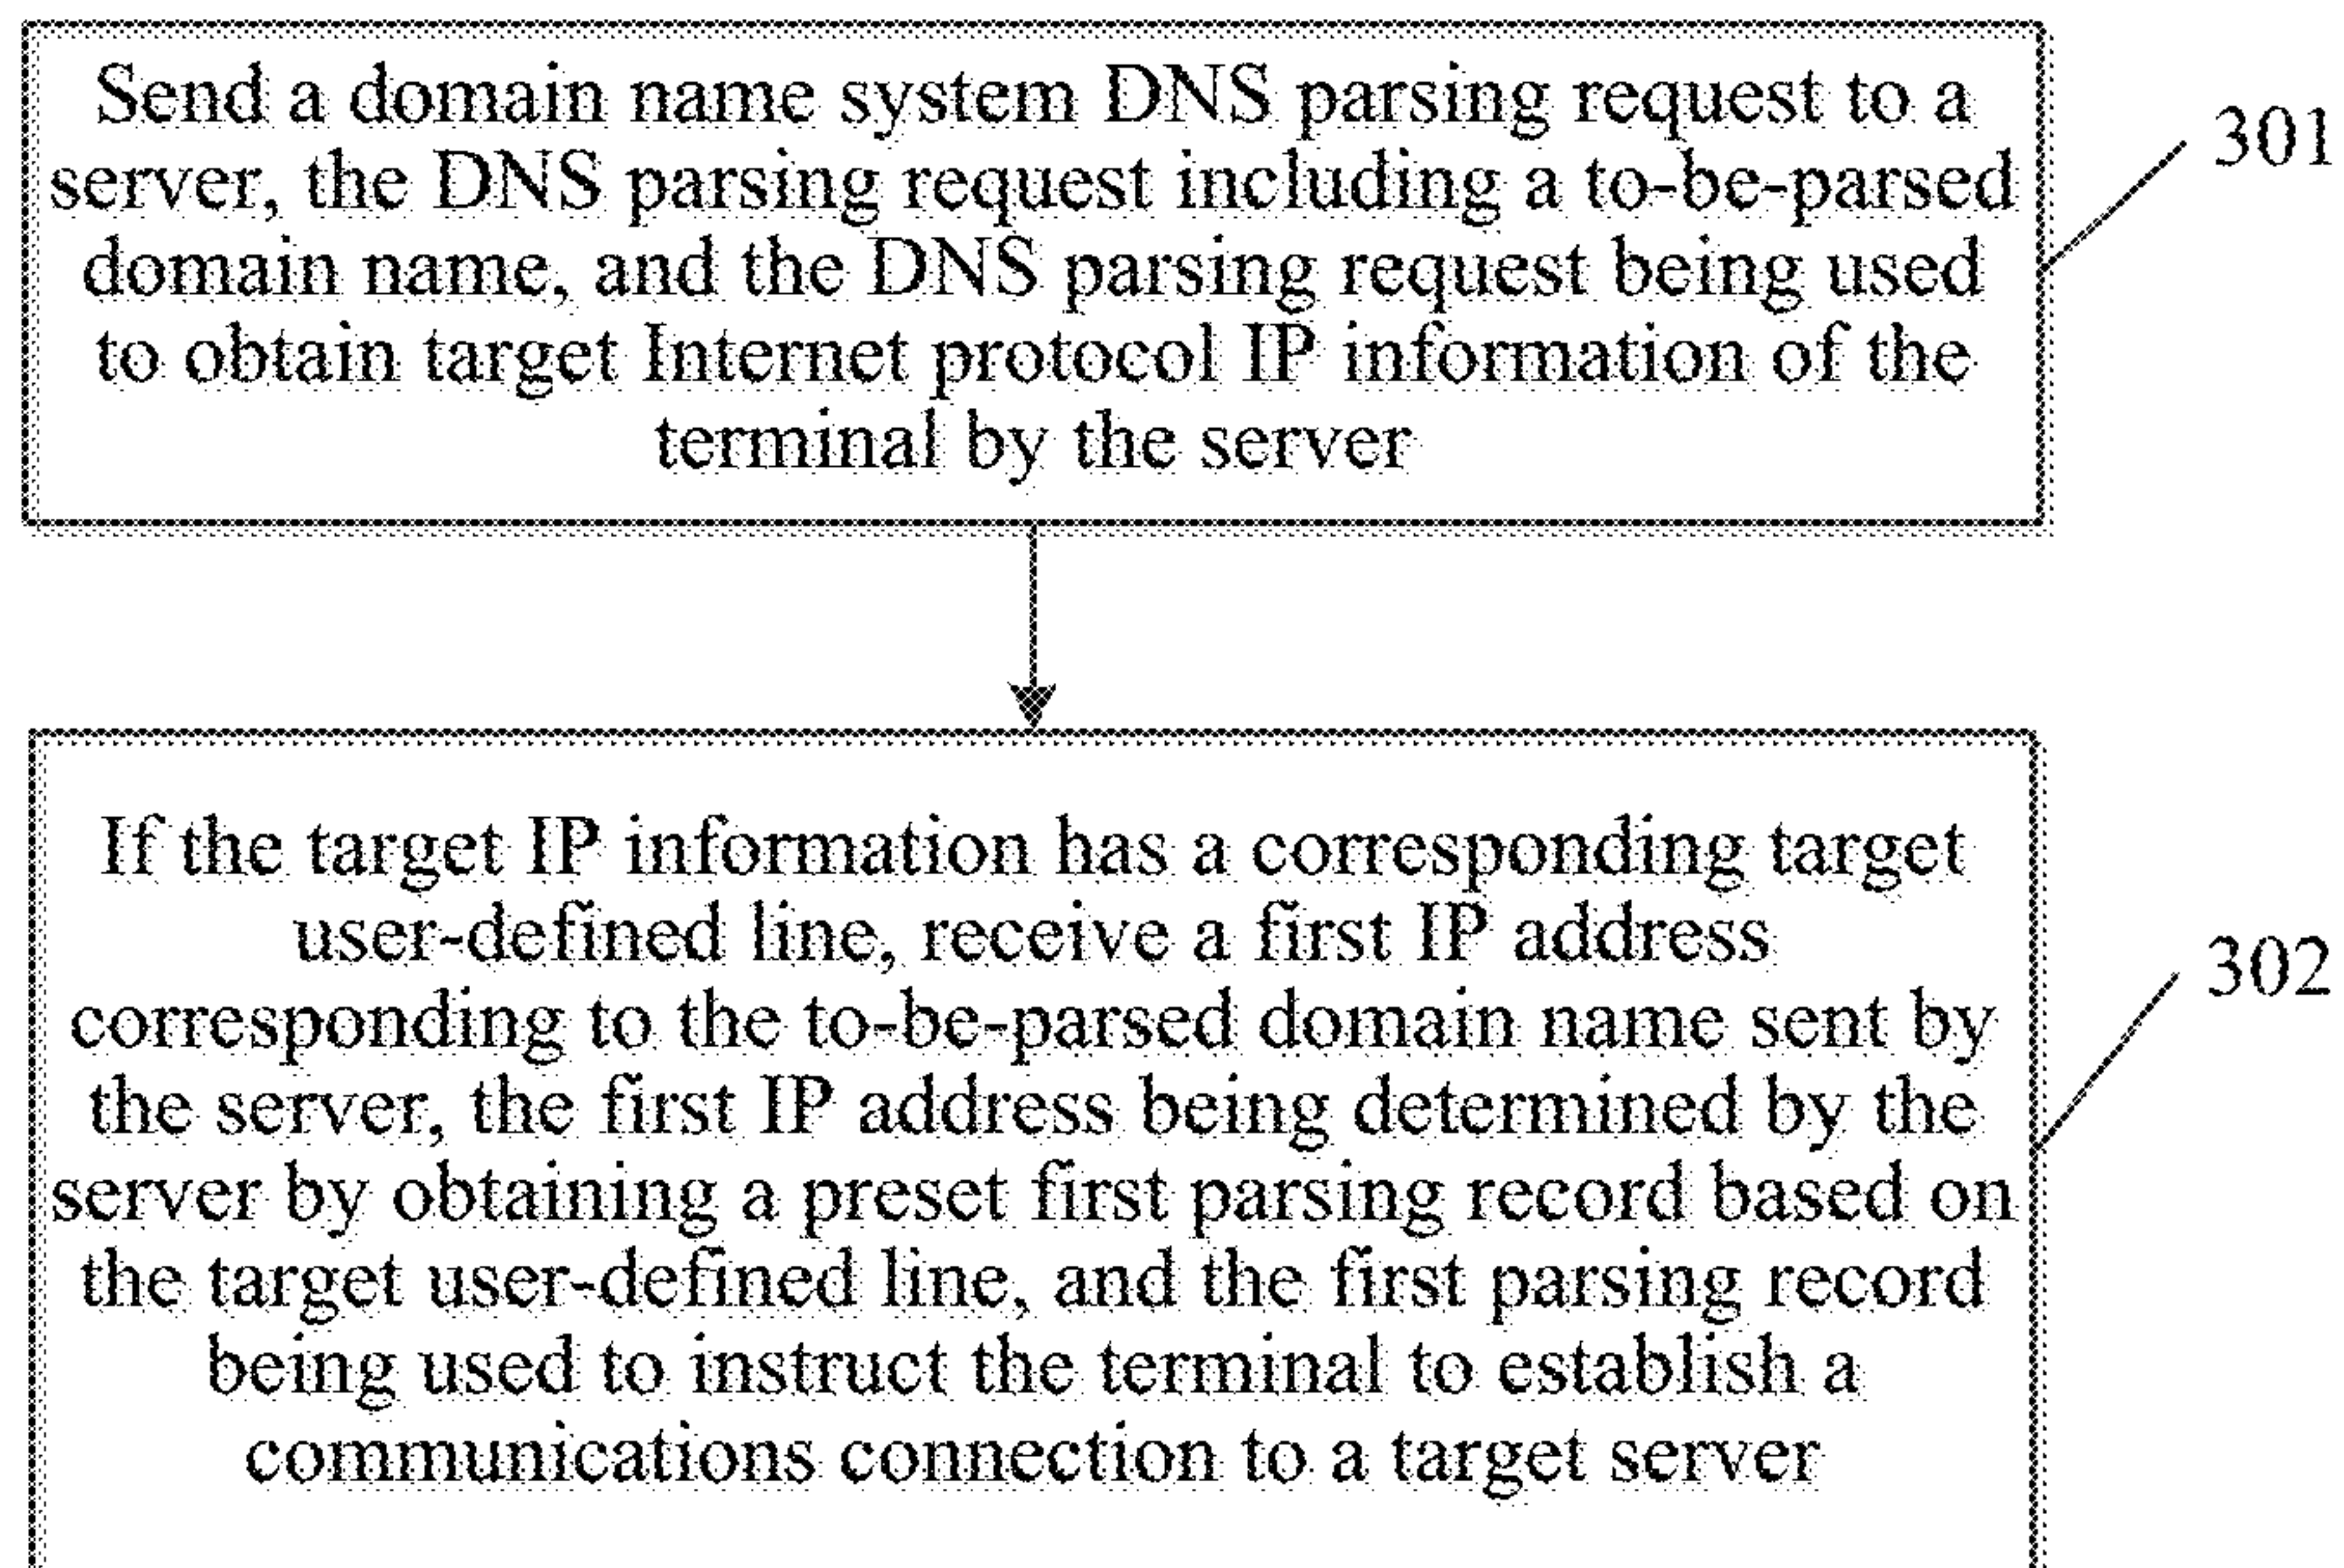 Send a domain name system DNS parsing request to a
server, the DNS parsing request including a to-be-parsed
domain name, and the DNS parsing request being used
to obtain target Internet protocol IP information of the
terminal by the server
301
If the target IP information has a corresponding target
user-defined line, receive a first IP address
corresponding to the to-be-parsed domain name sent by
the server, the first IP address being determined by the
server by obtaining a preset first parsing record based on
the target user-defined line, and the first parsing record
being used to instruct the terminal to establish a
communications connection to a target server
302